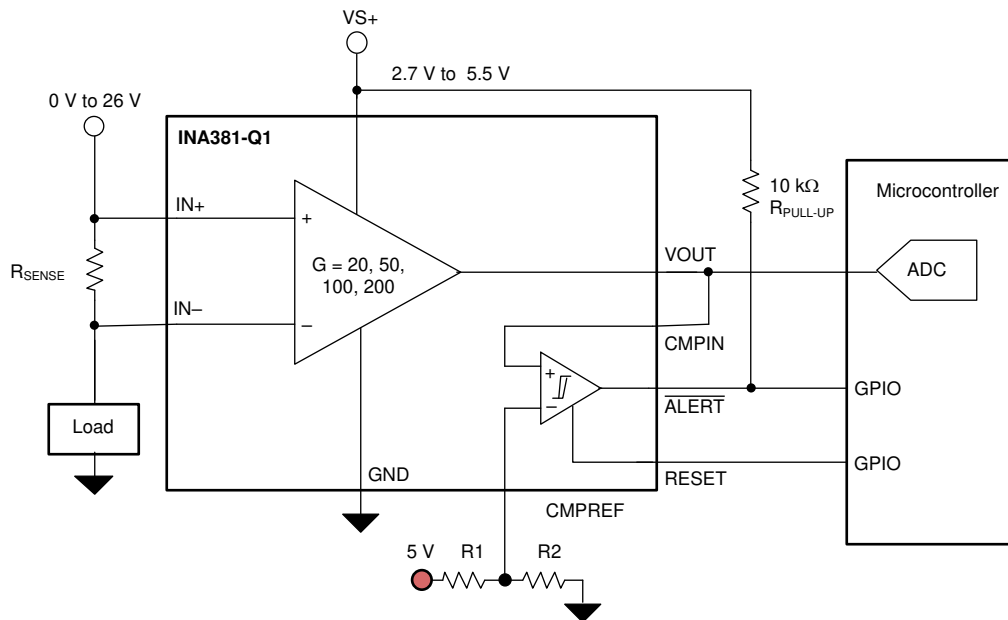 VS+
2.7 V to 5.5 V
0 V to 26 V
INA381-Q1
IN+
+
G = 20, 50,
100, 200
RSENSE
IN–
–
10 kΩ
RPULL-UP
Microcontroller
VOUT
ADC
CMPIN
+
–
ALERT
GPIO
Load
GND
RESET
GPIO
CMPREF
5 V
R1
R2